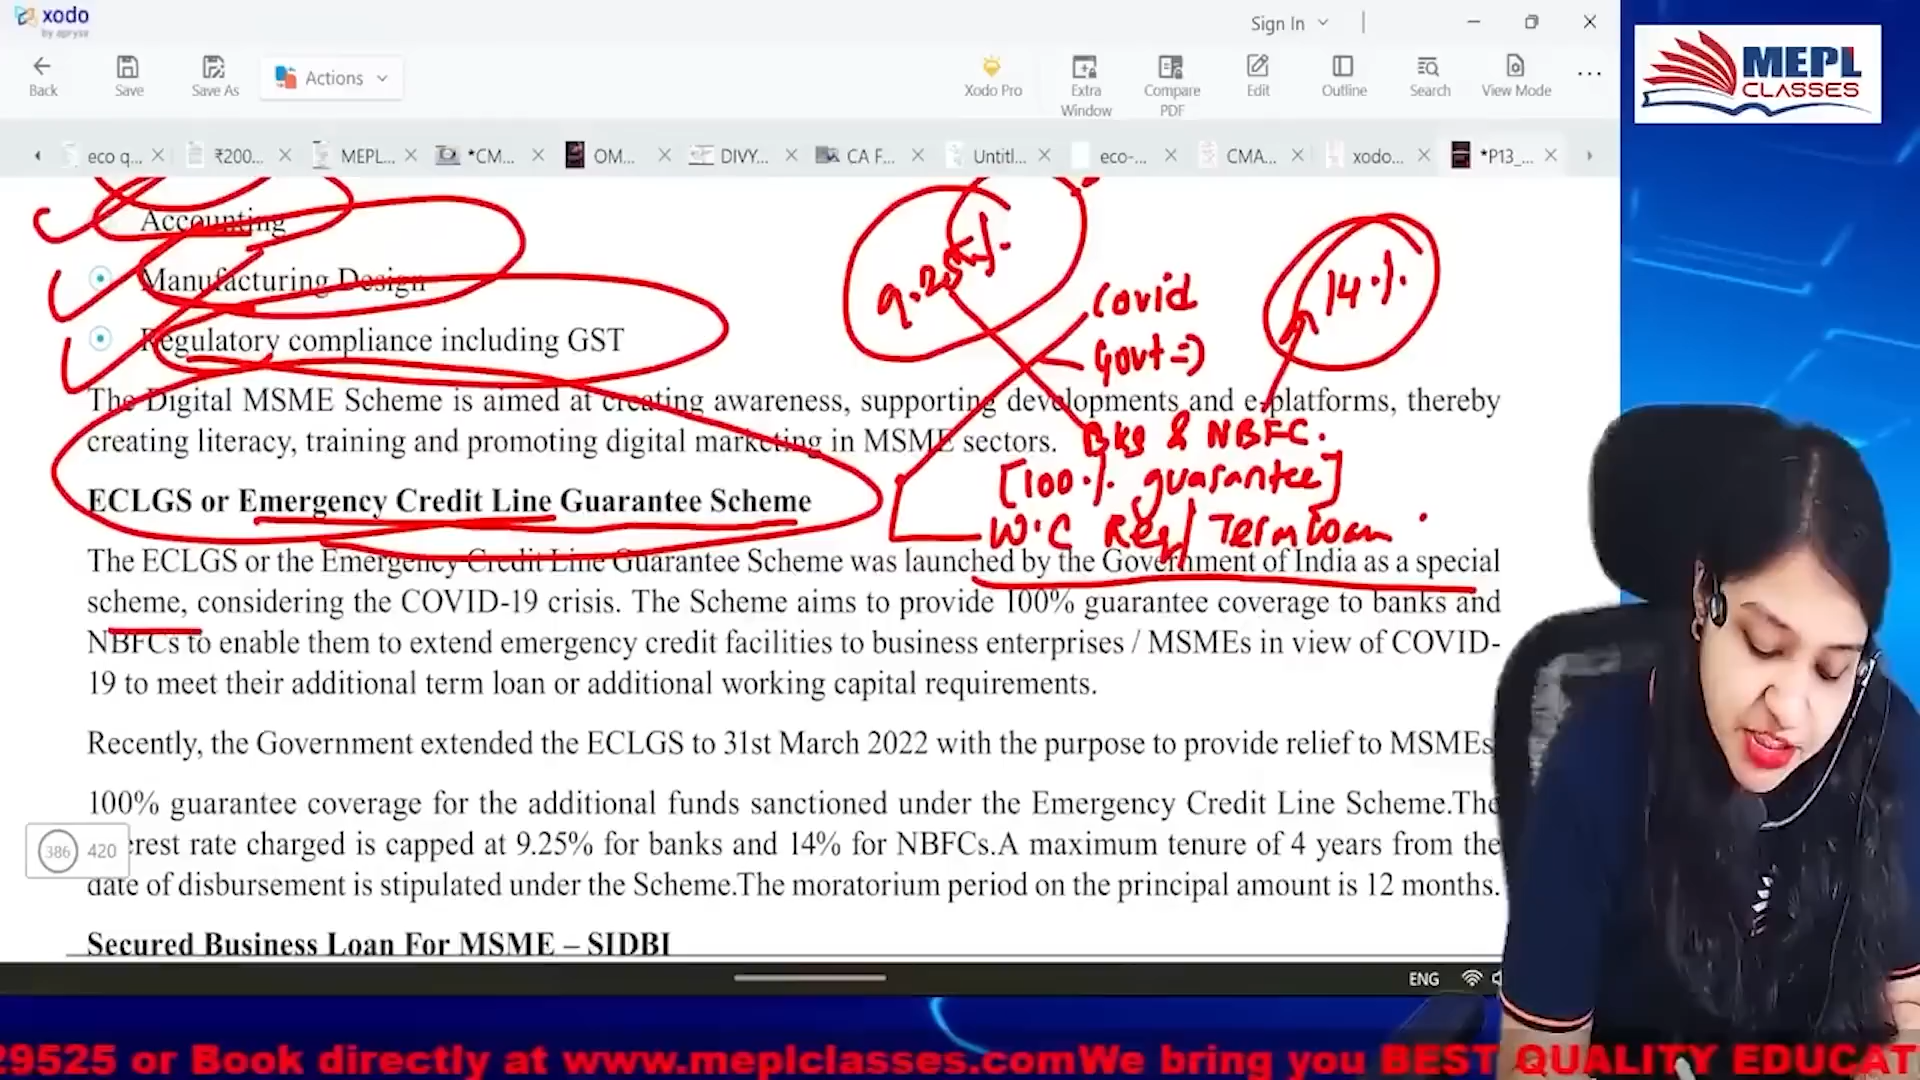 xodo
by apryse
Sign In
Back
Save
Save As
Actions
Xodo Pro
Extra Window
Compare PDF
Edit
Outline
Search
View Mode
eco q...
₹200...
MEPL...
*CM...
OM...
DIVY...
CA F...
Untitl...
eco-...
CMA...
xodo...
*P13_...
MEPL
CLASSES
Accounting
Manufacturing Design
Regulatory compliance including GST
9.25%
Covid
Govt =)
14%
The Digital MSME Scheme is aimed at creating awareness, supporting developments and e-platforms, thereby
creating literacy, training and promoting digital marketing in MSME sectors.
Bks & NBFC.
[100% guarantee]
W.C Req/ Term loan
ECLGS or Emergency Credit Line Guarantee Scheme
The ECLGS or the Emergency Credit Line Guarantee Scheme was launched by the Government of India as a special
scheme, considering the COVID-19 crisis. The Scheme aims to provide 100% guarantee coverage to banks and
NBFCs to enable them to extend emergency credit facilities to business enterprises / MSMEs in view of COVID-
19 to meet their additional term loan or additional working capital requirements.
Recently, the Government extended the ECLGS to 31st March 2022 with the purpose to provide relief to MSMEs
100% guarantee coverage for the additional funds sanctioned under the Emergency Credit Line Scheme.The
erest rate charged is capped at 9.25% for banks and 14% for NBFCs.A maximum tenure of 4 years from the
date of disbursement is stipulated under the Scheme.The moratorium period on the principal amount is 12 months.
386 420
Secured Business Loan For MSME – SIDBI
ENG
29525 or Book directly at www.meplclasses.comWe bring you BEST QUALITY EDUCAT